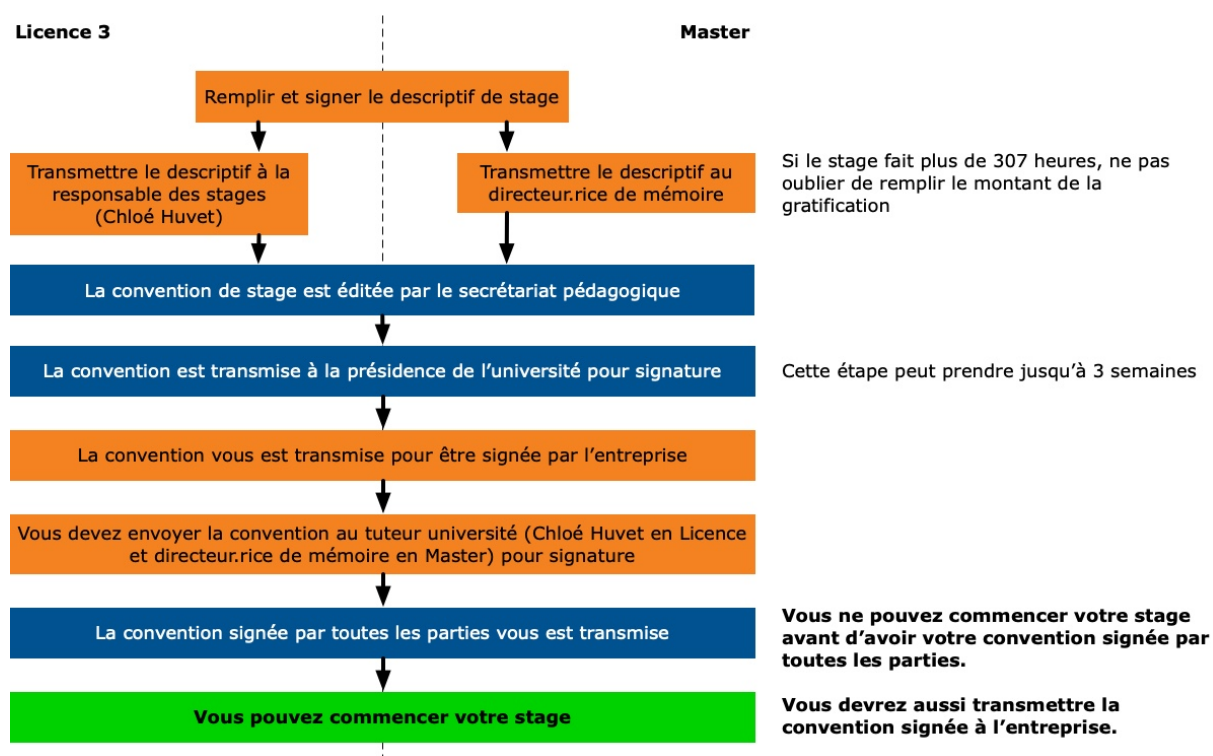 Licence 3
Master
Remplir et signer le descriptif de stage
Transmettre le descriptif à la
responsable des stages
(Chloé Huvet)
Transmettre le descriptif au
directeur.rice de mémoire
Si le stage fait plus de 307 heures, ne pas
oublier de remplir le montant de la
gratification
La convention de stage est éditée par le secrétariat pédagogique
La convention est transmise à la présidence de l’université pour signature
Cette étape peut prendre jusqu’à 3 semaines
La convention vous est transmise pour être signée par l’entreprise
Vous devez envoyer la convention au tuteur université (Chloé Huvet en Licence
et directeur.rice de mémoire en Master) pour signature
La convention signée par toutes les parties vous est transmise
Vous ne pouvez commencer votre stage
avant d’avoir votre convention signée par
toutes les parties.
Vous pouvez commencer votre stage
Vous devrez aussi transmettre la
convention signée à l’entreprise.